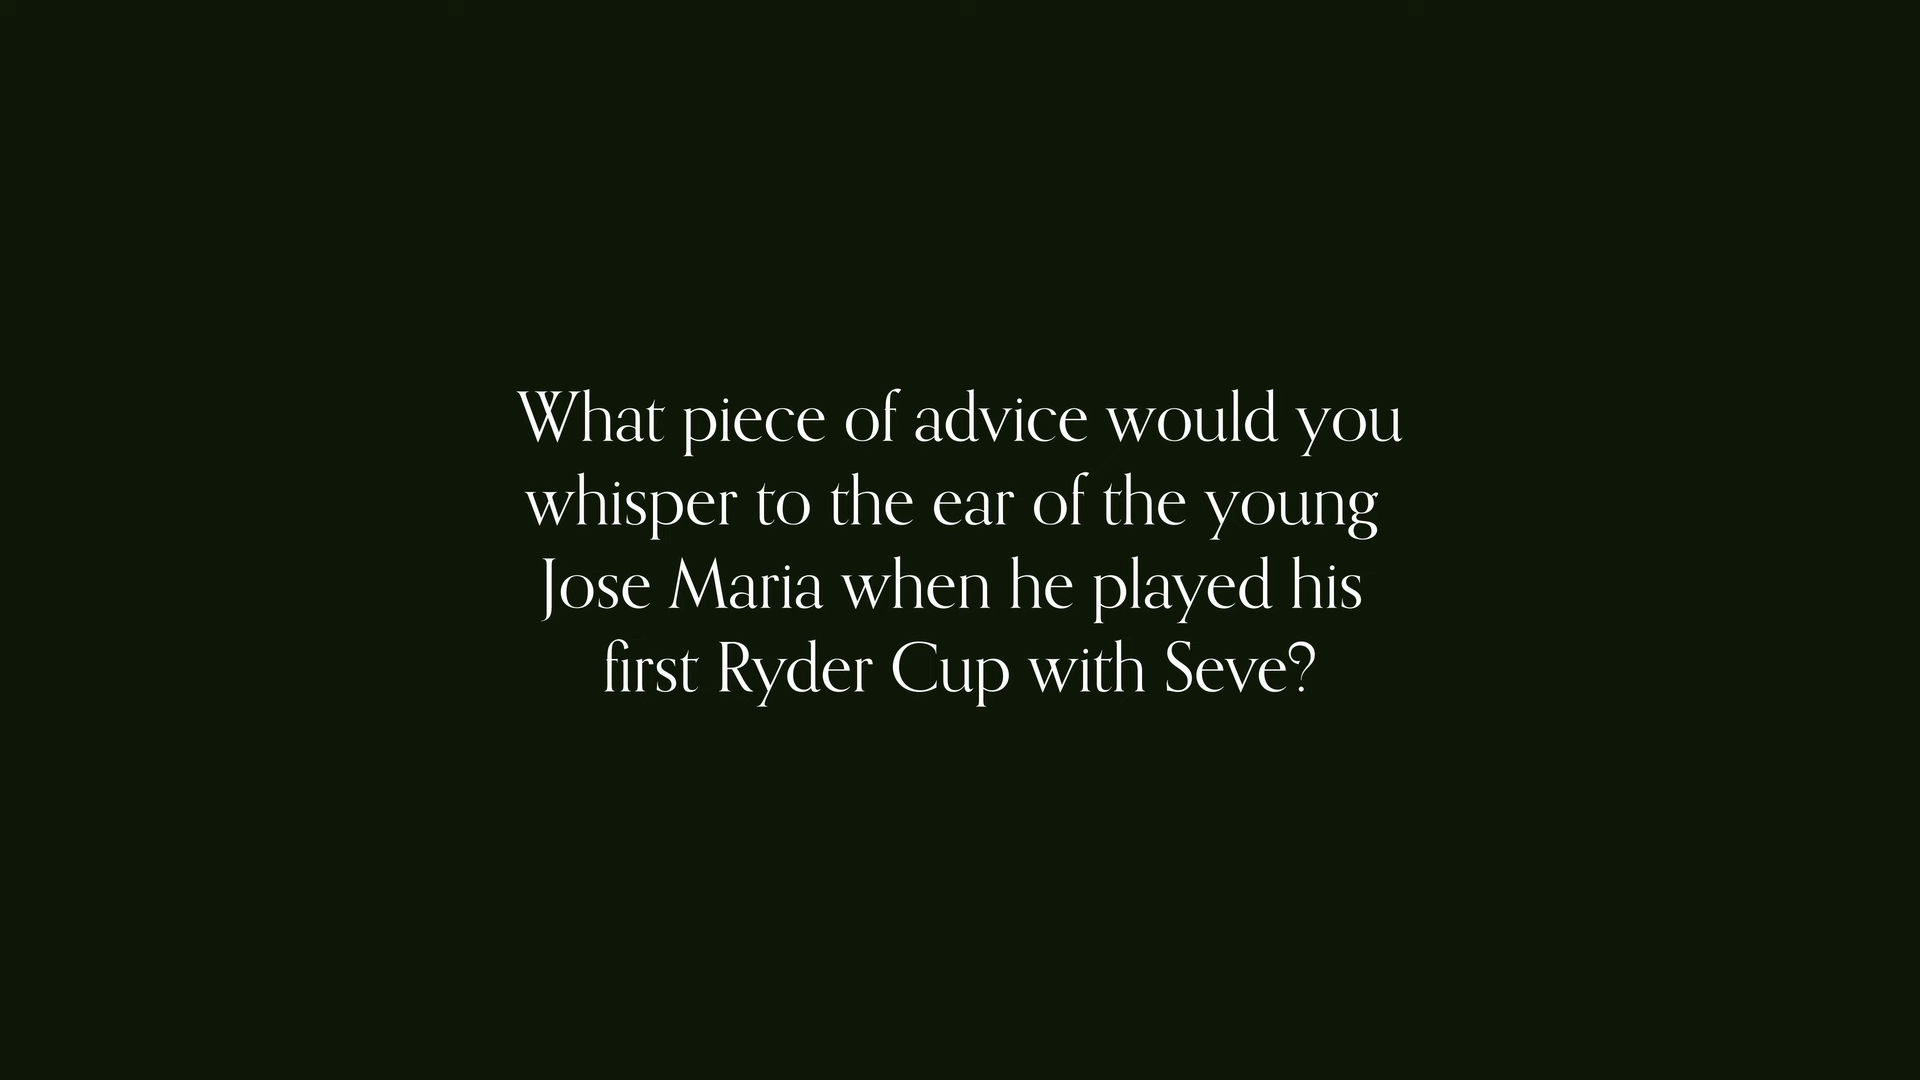 What piece of advice would you
whisper to the ear of the young
Jose Maria when he played his
first Ryder Cup with Seve?